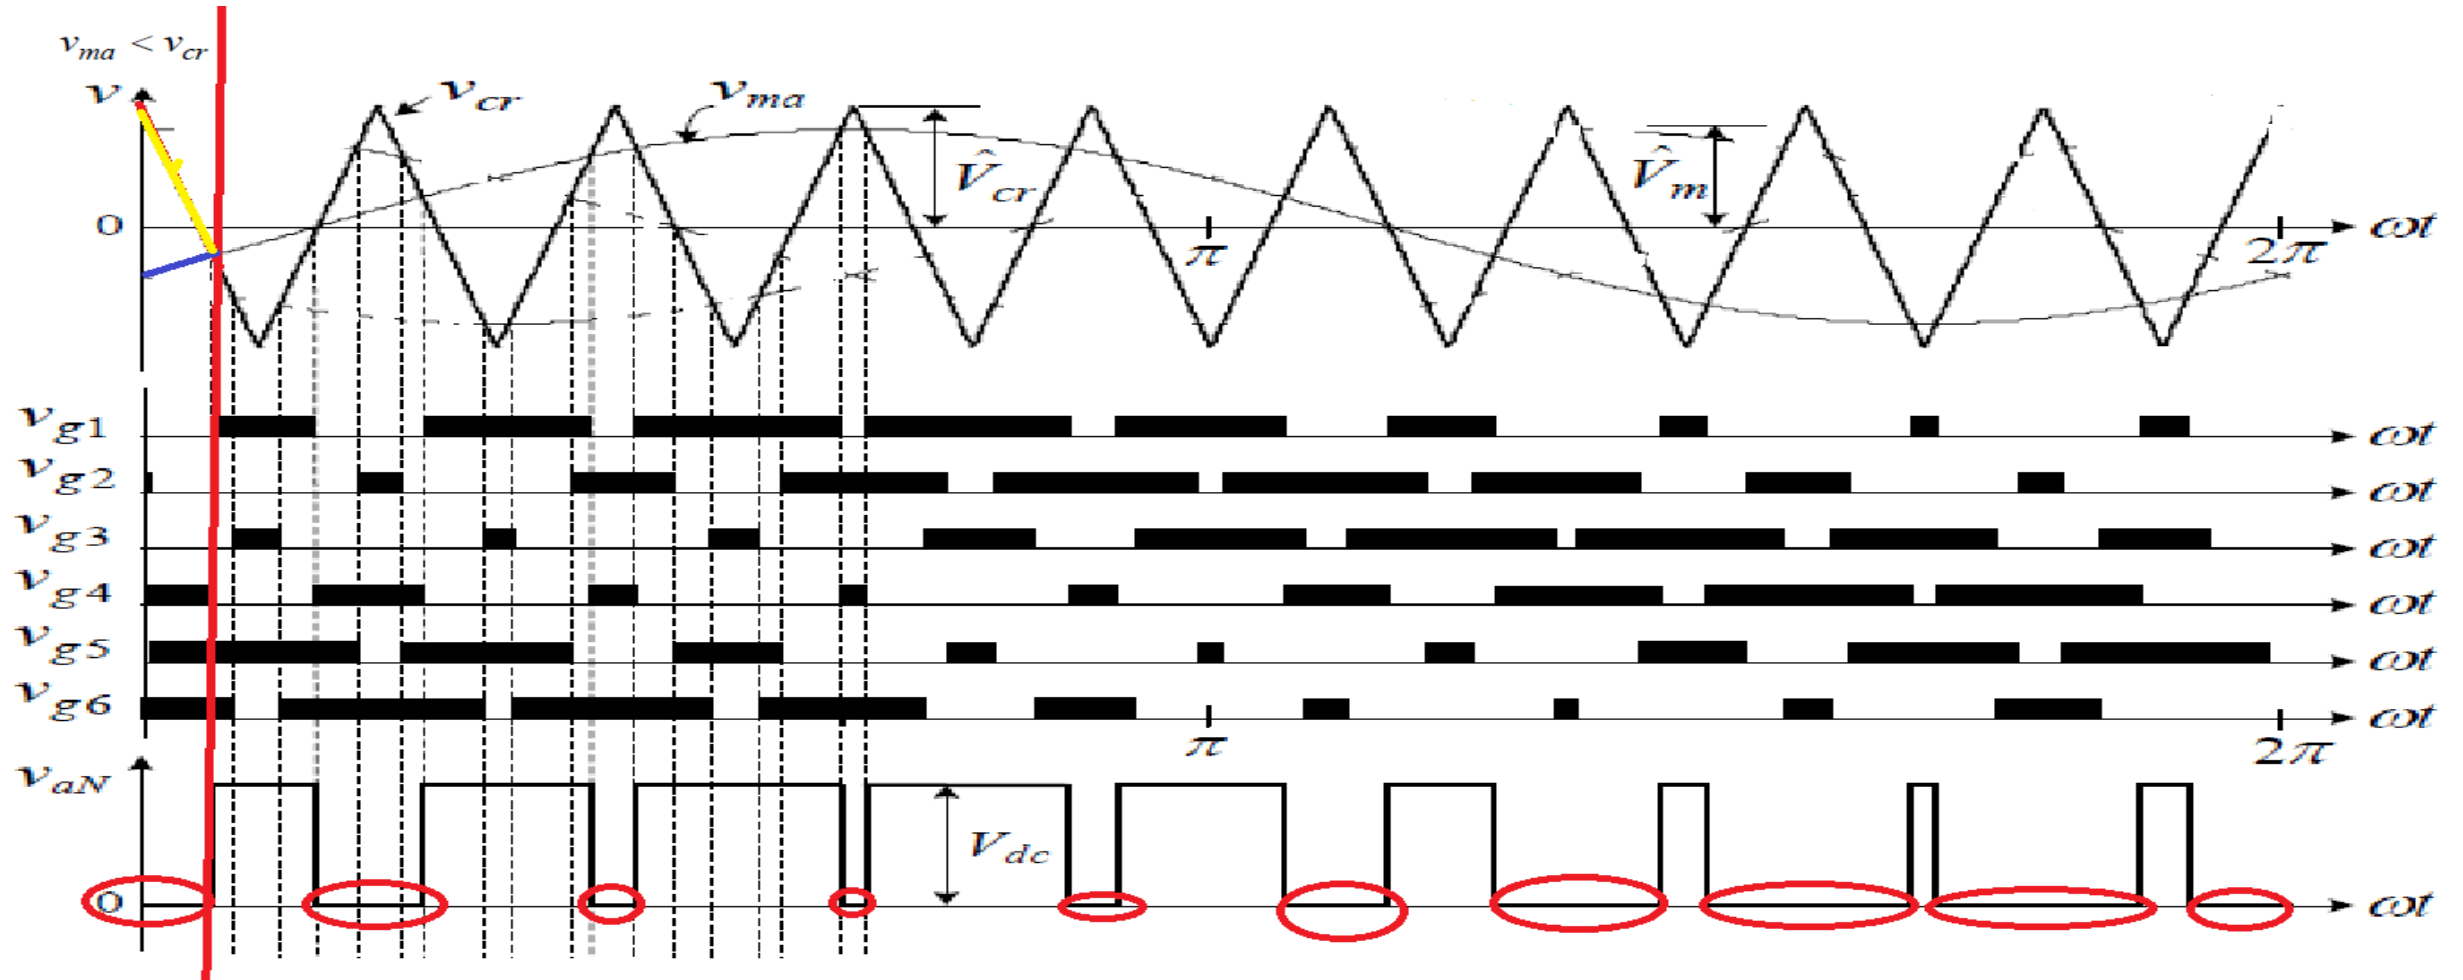 v_ma < v_cr
v
v_cr
v_ma
V̂_cr
V̂_m
0
π
2π
ωt
v_g1
ωt
v_g2
ωt
v_g3
ωt
v_g4
ωt
v_g5
ωt
v_g6
ωt
π
2π
v_aN
V_dc
0
ωt